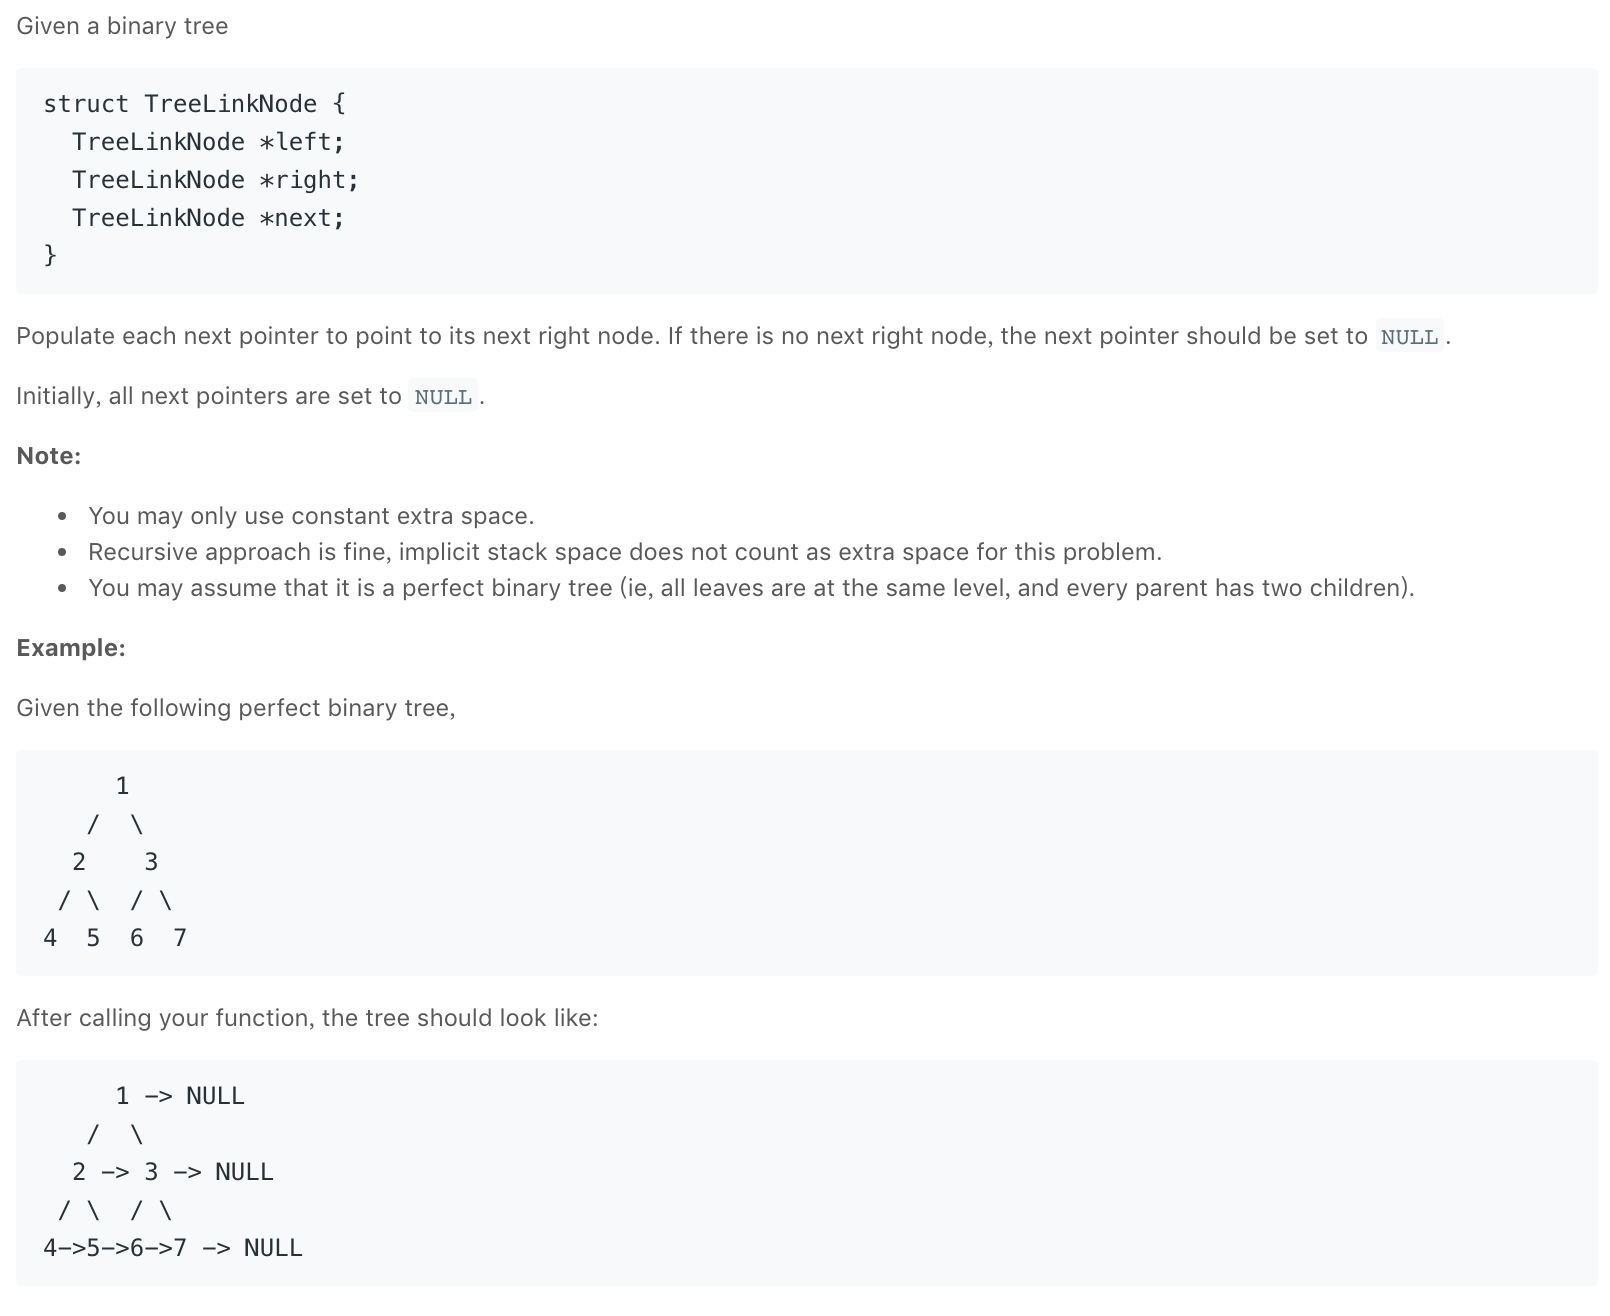 Given a binary tree
struct TreeLinkNode {
  TreeLinkNode *left;
  TreeLinkNode *right;
  TreeLinkNode *next;
}
Populate each next pointer to point to its next right node. If there is no next right node, the next pointer should be set to NULL .
Initially, all next pointers are set to NULL .
Note:
• You may only use constant extra space.
• Recursive approach is fine, implicit stack space does not count as extra space for this problem.
• You may assume that it is a perfect binary tree (ie, all leaves are at the same level, and every parent has two children).
Example:
Given the following perfect binary tree,
     1
   /  \
  2    3
 / \  / \
4  5  6  7
After calling your function, the tree should look like:
     1 -> NULL
   /  \
  2 -> 3 -> NULL
 / \  / \
4->5->6->7 -> NULL